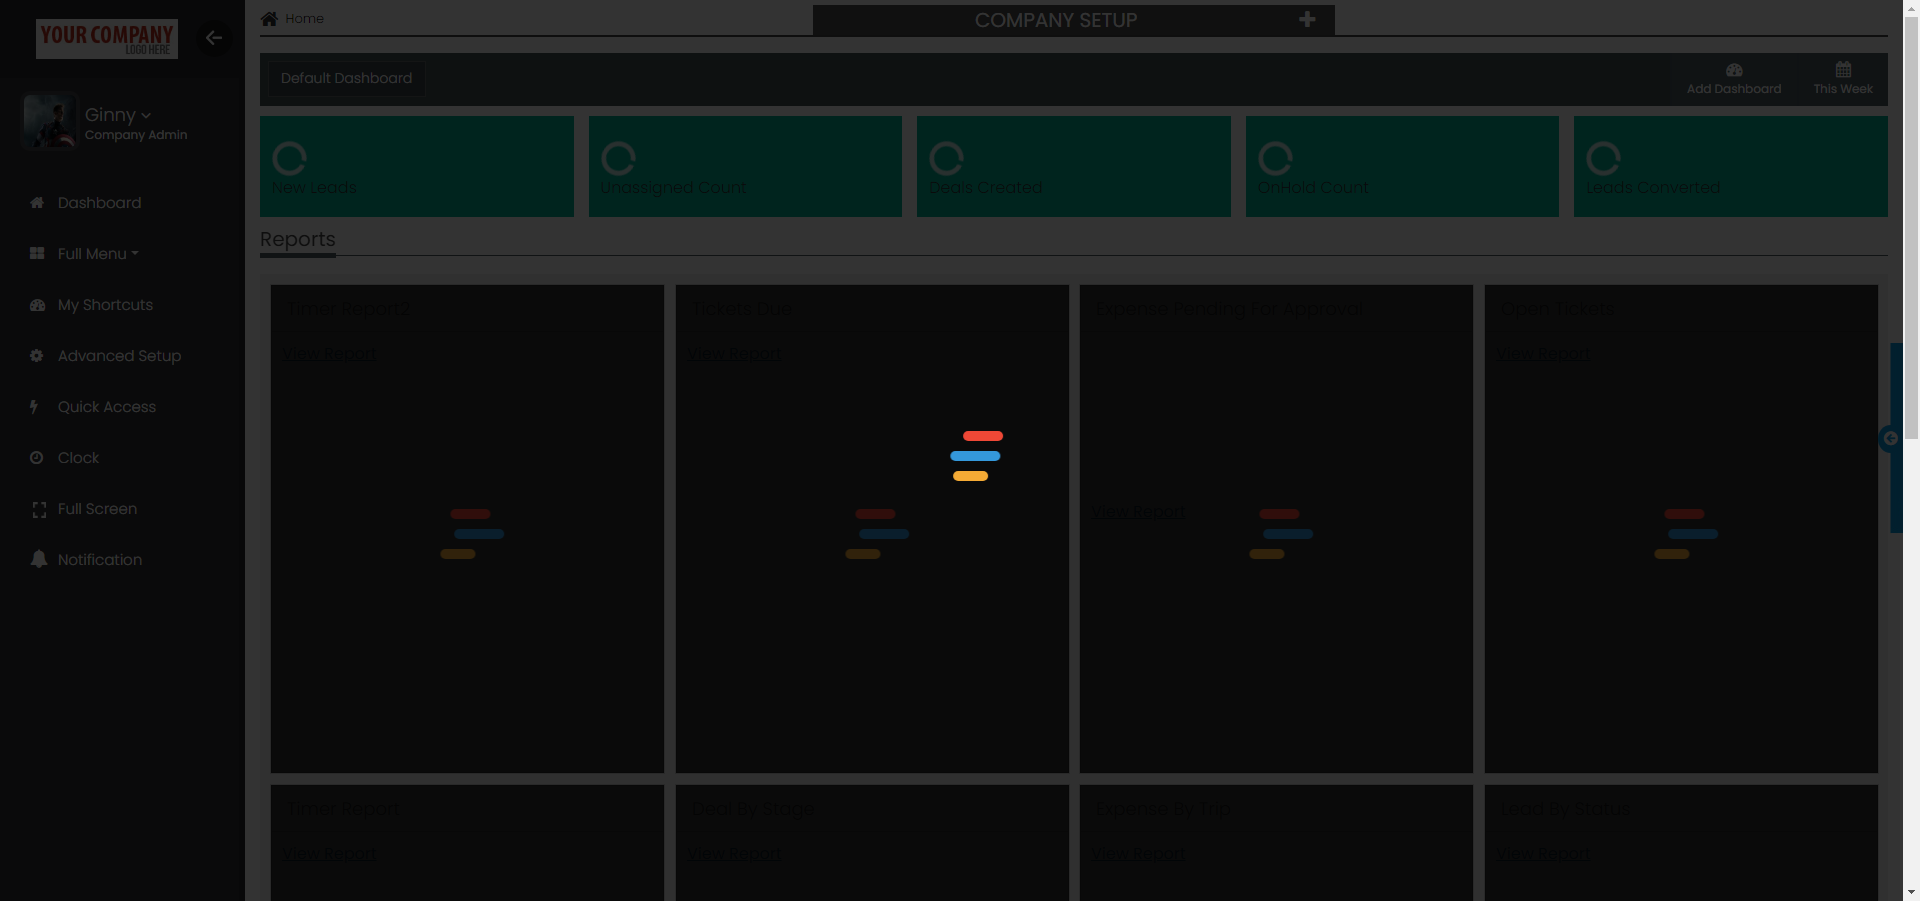 YOUR COMPANY
LOGO HERE
Home
COMPANY SETUP
Default Dashboard
Add Dashboard
This Week
Ginny
Company Admin
Dashboard
Full Menu
My Shortcuts
Advanced Setup
Quick Access
Clock
Full Screen
Notification
New Leads
Unassigned Count
Deals Created
OnHold Count
Leads Converted
Reports
Timer Report2
View Report
Tickets Due
View Report
Expense Pending For Approval
View Report
Open Tickets
View Report
Timer Report
View Report
Deal By Stage
View Report
Expense By Trip
View Report
Lead By Status
View Report